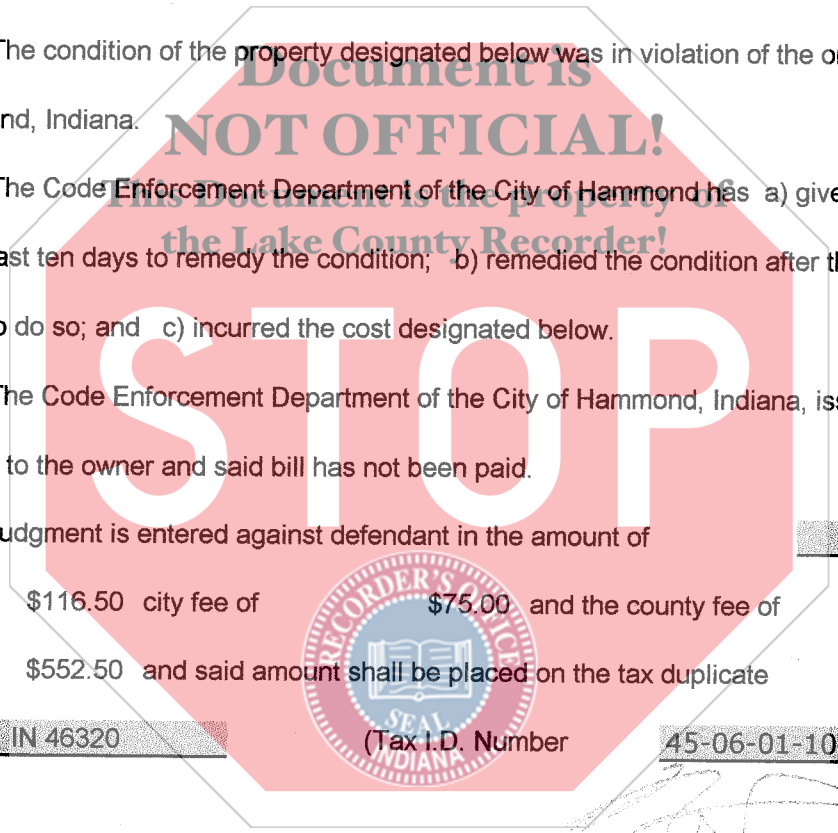 The condition of the property designated below was in violation of the
Document is
nd, Indiana.
NOT OFFICIAL!
The Code Enforcement Department of the City of Hammond has a) give
This Document is the property of
the Lake County Recorder!
ast ten days to remedy the condition; b) remedied the condition after
STOP
o do so; and c) incurred the cost designated below.
The Code Enforcement Department of the City of Hammond, Indiana, iss
to the owner and said bill has not been paid.
udgment is entered against defendant in the amount of
$116.50 city fee of $75.00 and the county fee of
$552.50 and said amount shall be placed on the tax duplicate
IN 46320 (Tax I.D. Number 45-06-01-10
RECORDER'S OFFICE
SEAL
INDIANA